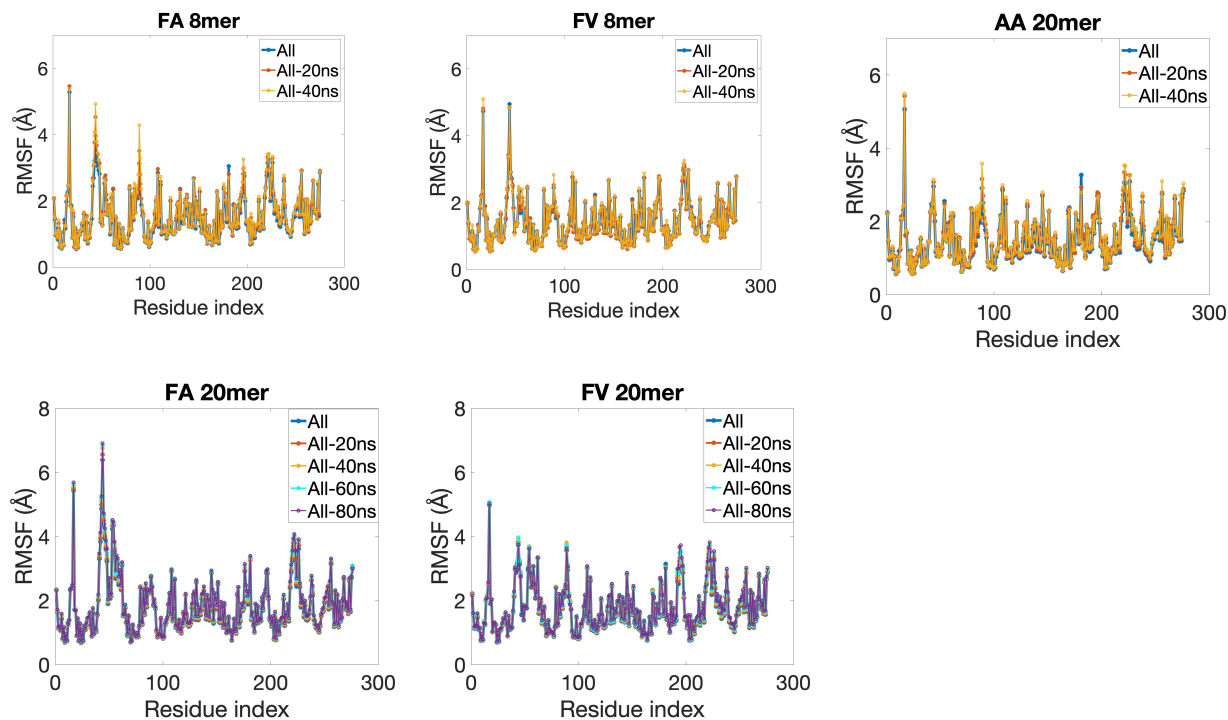 FA 8mer
RMSF (Å)
6
4
2
0
0 100 200 300
Residue index
All
All-20ns
All-40ns
FV 8mer
RMSF (Å)
6
4
2
0
0 100 200 300
Residue index
All
All-20ns
All-40ns
AA 20mer
RMSF (Å)
6
4
2
0
0 100 200 300
Residue index
All
All-20ns
All-40ns
FA 20mer
RMSF (Å)
8
6
4
2
0
0 100 200 300
Residue index
All
All-20ns
All-40ns
All-60ns
All-80ns
FV 20mer
RMSF (Å)
8
6
4
2
0
0 100 200 300
Residue index
All
All-20ns
All-40ns
All-60ns
All-80ns